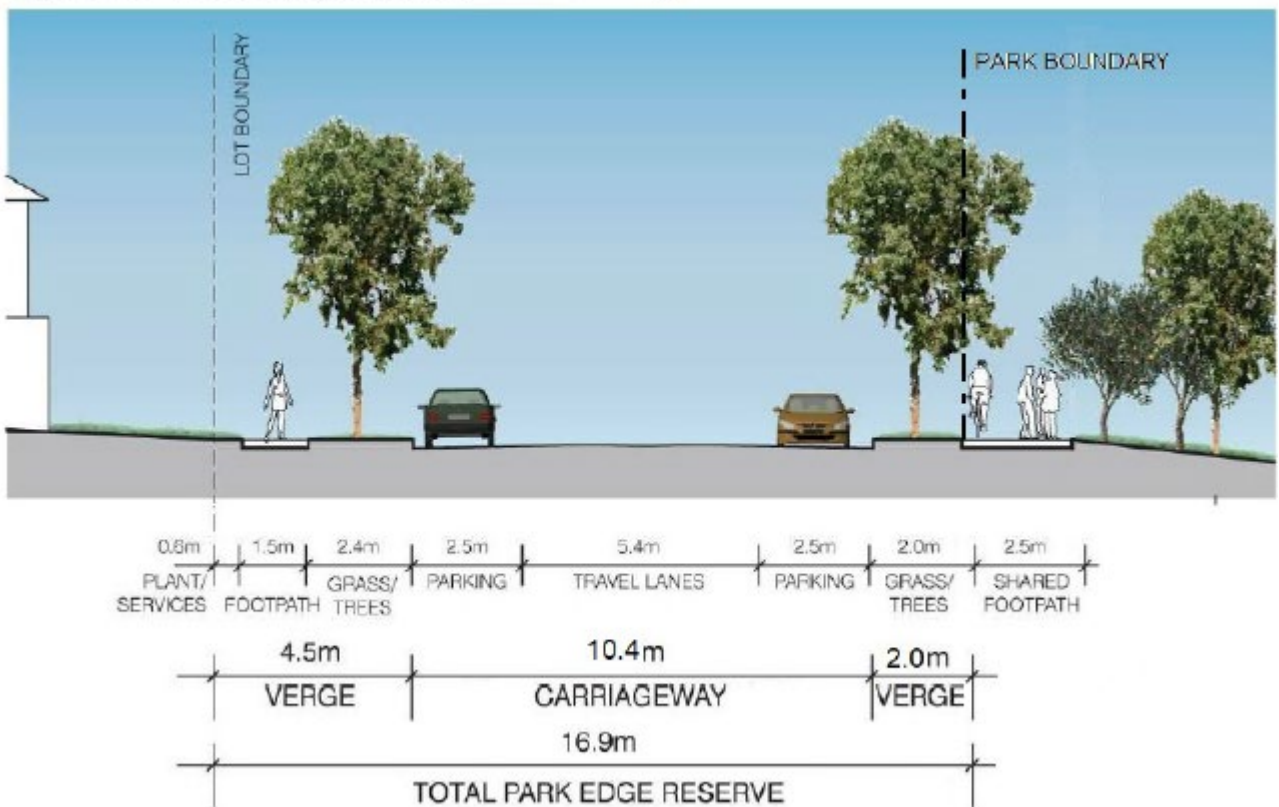 LOT BOUNDARY
PARK BOUNDARY
0.6m 1.5m 2.4m 2.5m 5.4m 2.5m 2.0m 2.5m
PLANT/ SERVICES FOOTPATH GRASS/ TREES PARKING TRAVEL LANES PARKING GRASS/ TREES SHARED FOOTPATH
4.5m 10.4m 2.0m
VERGE CARRIAGEWAY VERGE
16.9m
TOTAL PARK EDGE RESERVE